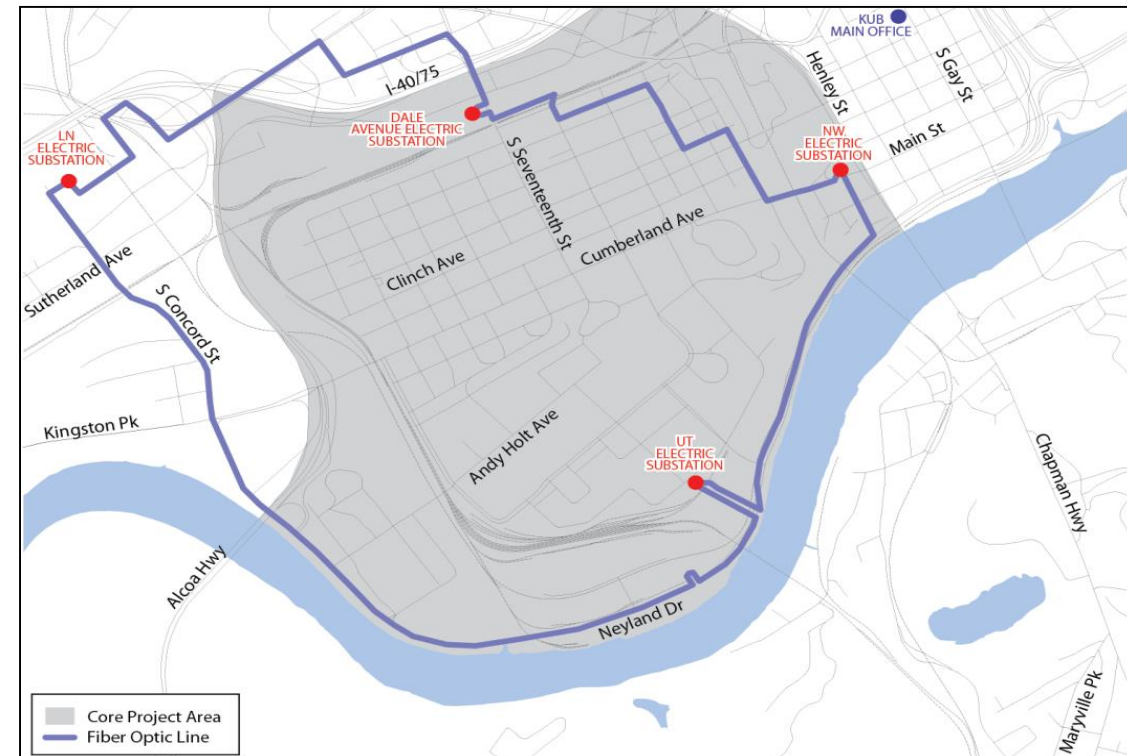 KUB
MAIN OFFICE
Henley St
S Gay St
I-40/75
LN
ELECTRIC
SUBSTATION
DALE
AVENUE ELECTRIC
SUBSTATION
NW
ELECTRIC
SUBSTATION
Main St
S Seventeenth St
Cumberland Ave
Clinch Ave
Sutherland Ave
S Concord St
Kingston Pk
Andy Holt Ave
UT
ELECTRIC
SUBSTATION
Chapman Hwy
Alcoa Hwy
Neyland Dr
Maryville Pk
Core Project Area
Fiber Optic Line